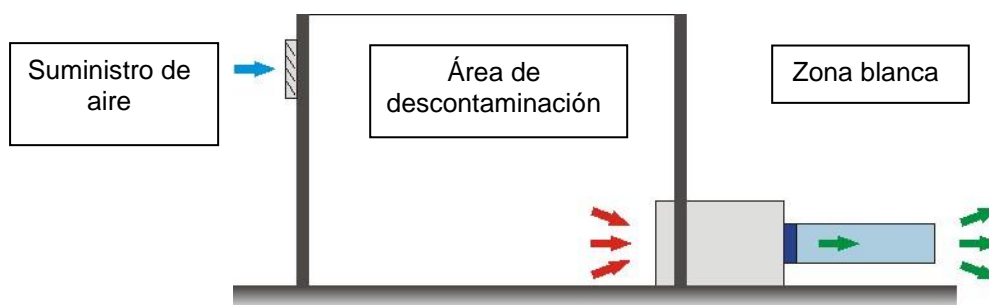 Suministro de
aire
Área de
descontaminación
Zona blanca